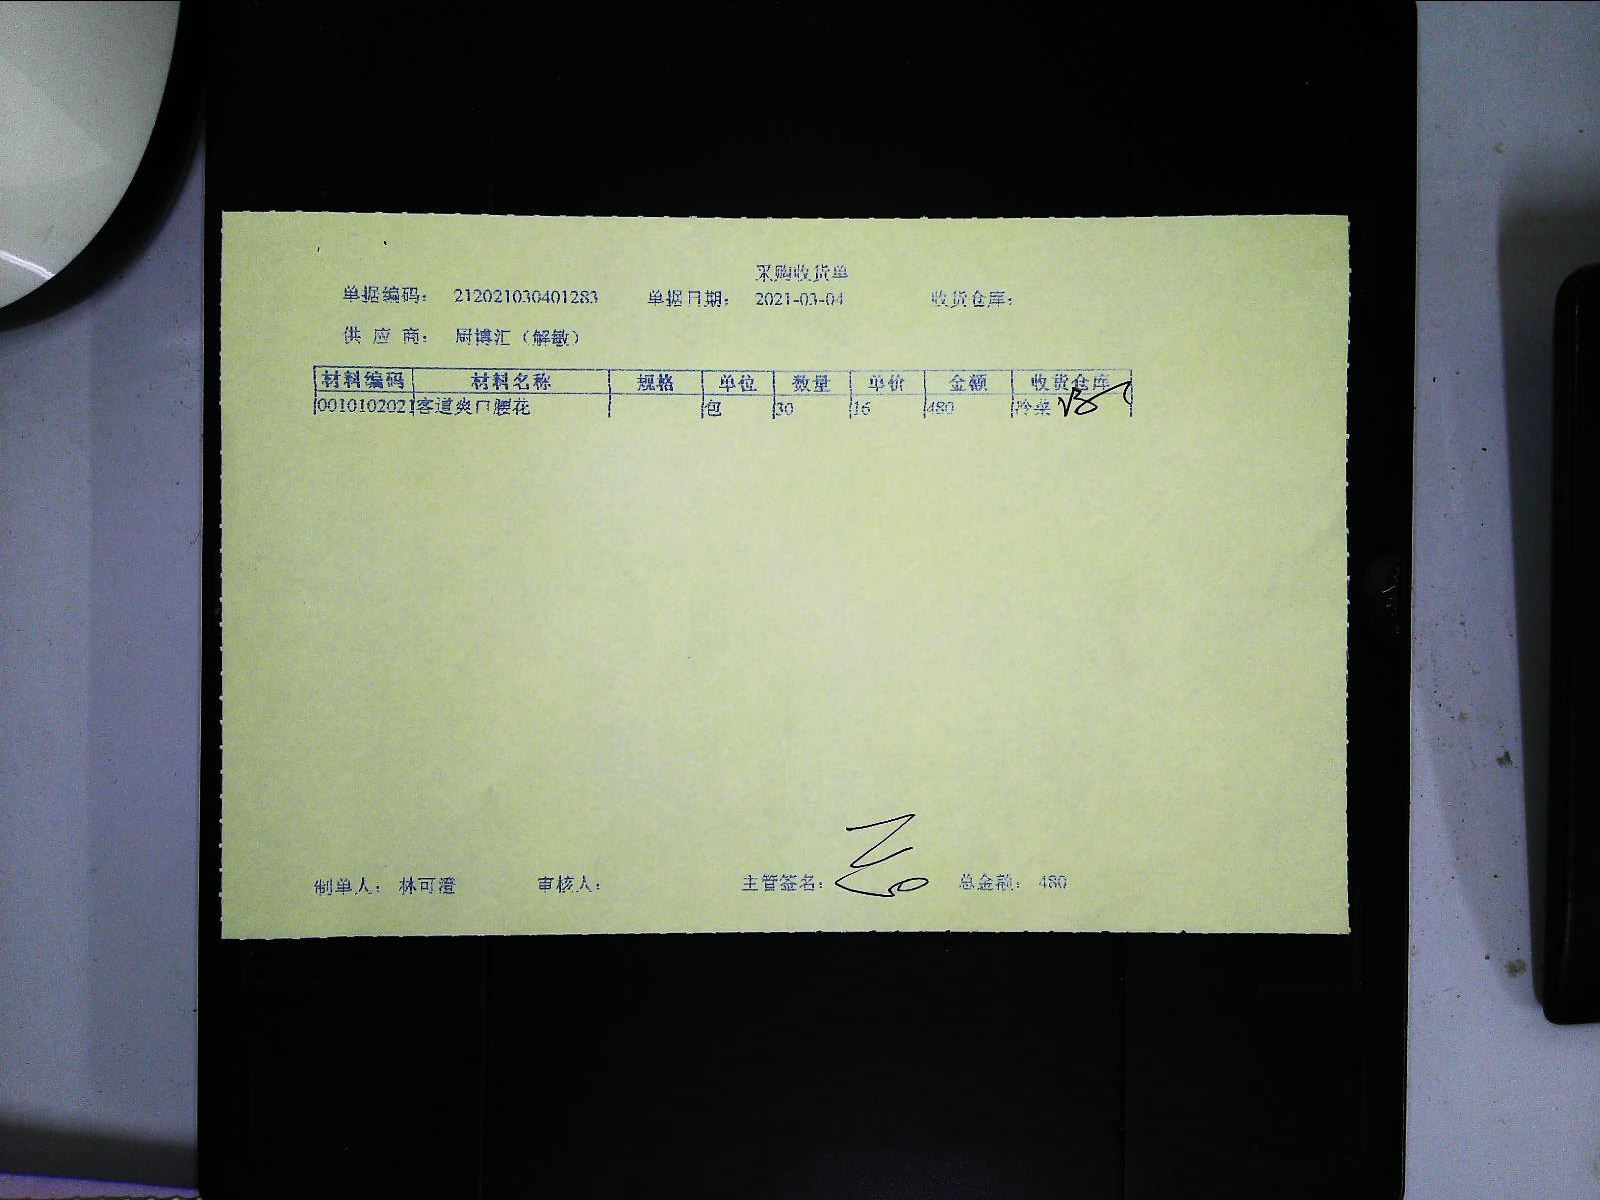 采购收货单
单据编码： 212021030401283 单据日期： 2021-03-04 收货仓库：
供 应 商： 厨博汇（解敏）
材料编码 材料名称 规格 单位 数量 单价 金额 收货仓库
0010102021 客道爽口腰花 包 30 16 480 冷菜
制单人： 林可澄 审核人： 主管签名： 总金额： 480